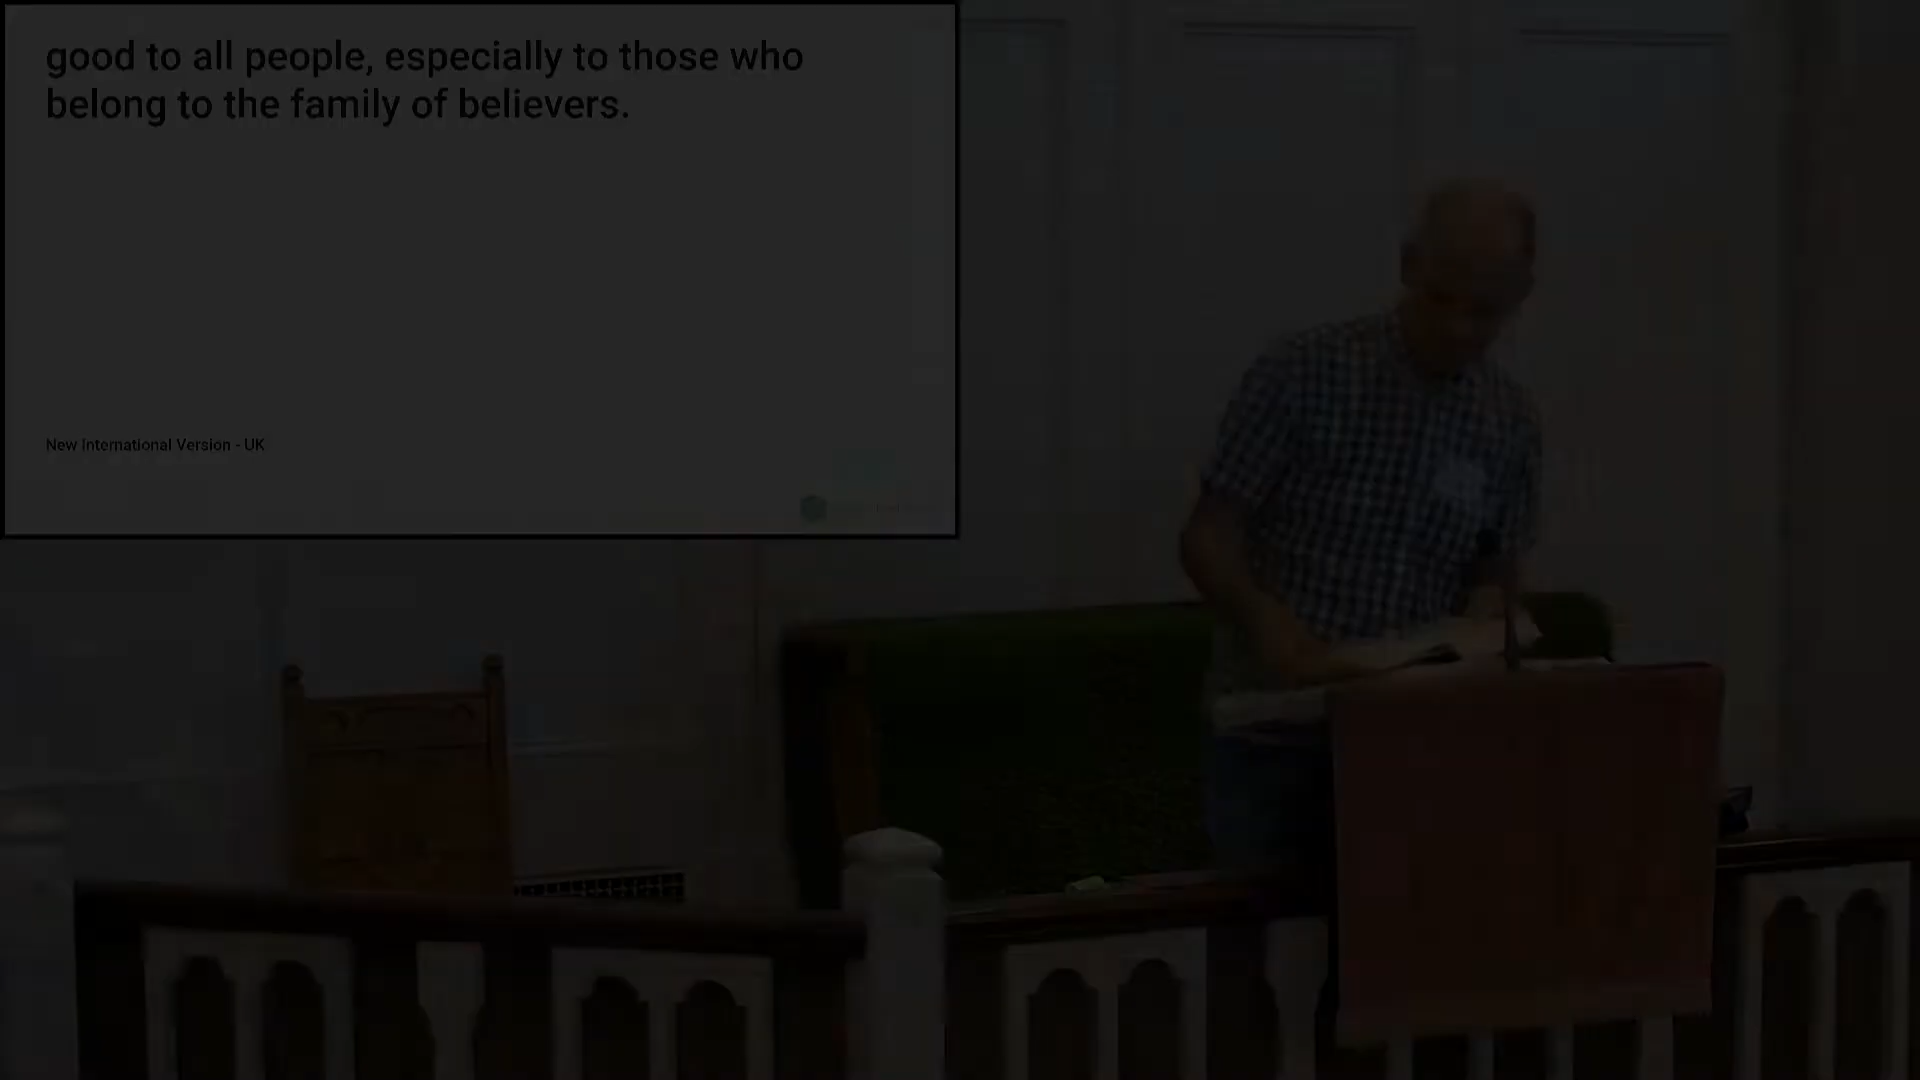 good to all people, especially to those who
belong to the family of believers.
New International Version - UK